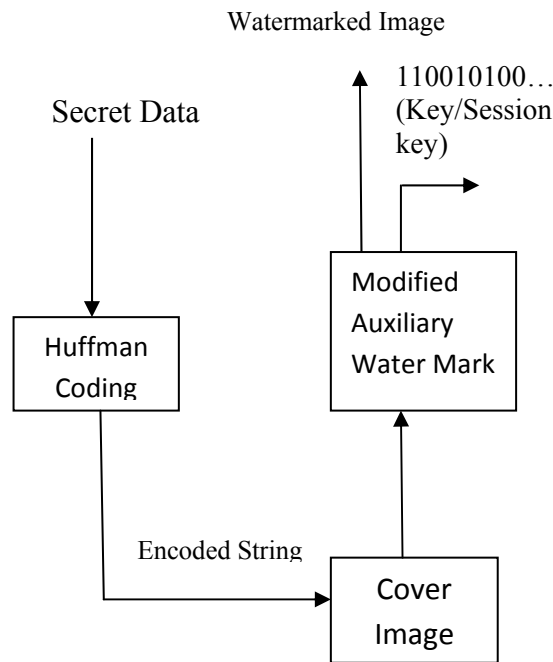 Watermarked Image
110010100…
(Key/Session
key)
Secret Data
Modified
Auxiliary
Water Mark
Huffman
Coding
Encoded String
Cover
Image